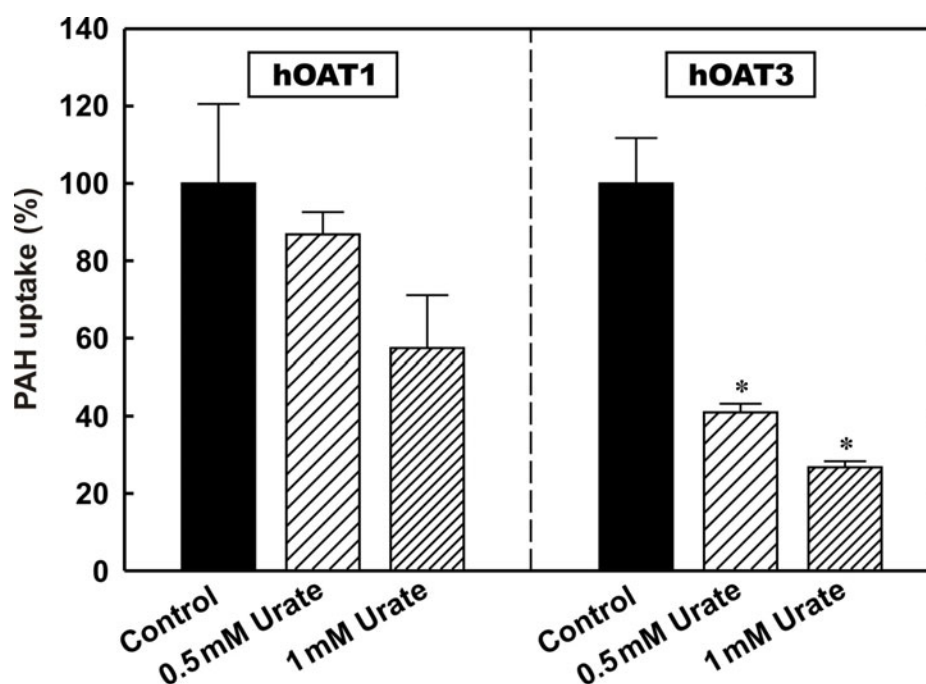 140
120
100
80
60
40
20
0
PAH uptake (%)
hOAT1
hOAT3
*
*
Control
0.5 mM Urate
1 mM Urate
Control
0.5 mM Urate
1 mM Urate